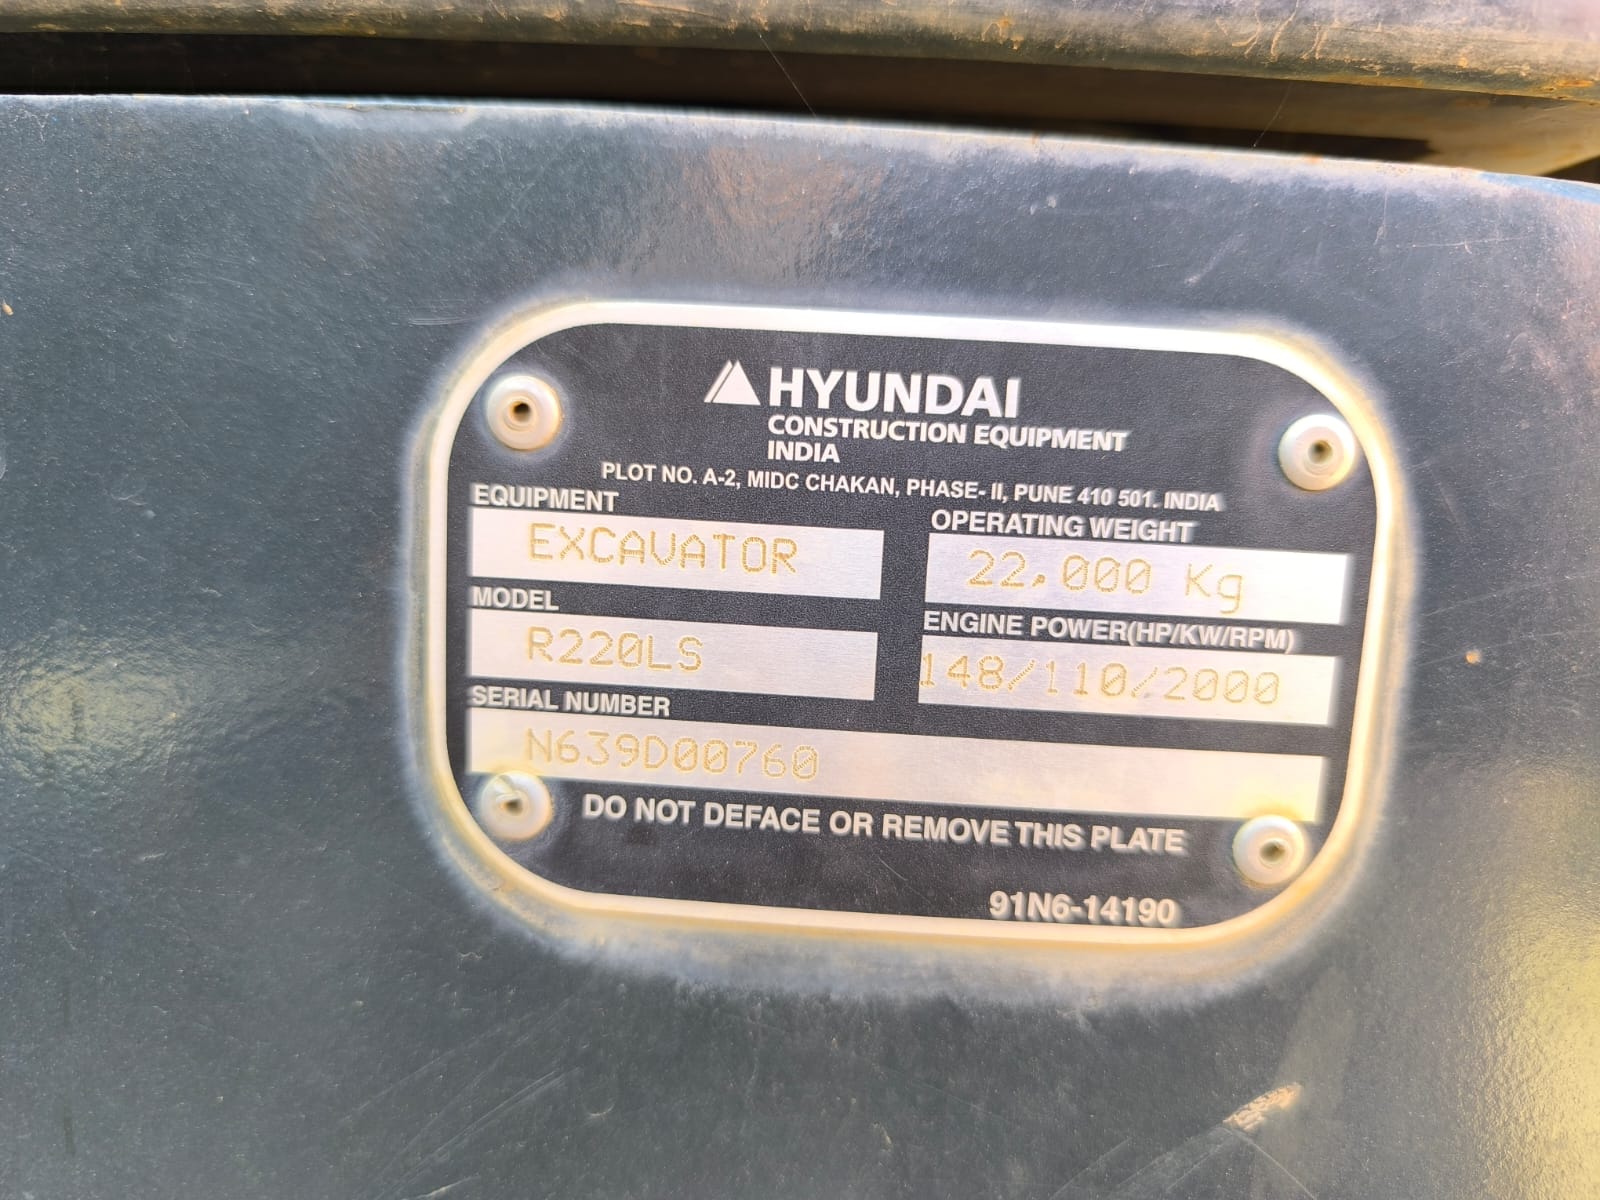 HYUNDAI
CONSTRUCTION EQUIPMENT
INDIA
PLOT NO. A-2, MIDC CHAKAN, PHASE- II, PUNE 410 501. INDIA
EQUIPMENT
EXCAVATOR
OPERATING WEIGHT
22,000 Kg
MODEL
R220LS
ENGINE POWER(HP/KW/RPM)
148/110/2000
SERIAL NUMBER
N639D00760
DO NOT DEFACE OR REMOVE THIS PLATE
91N6-14190